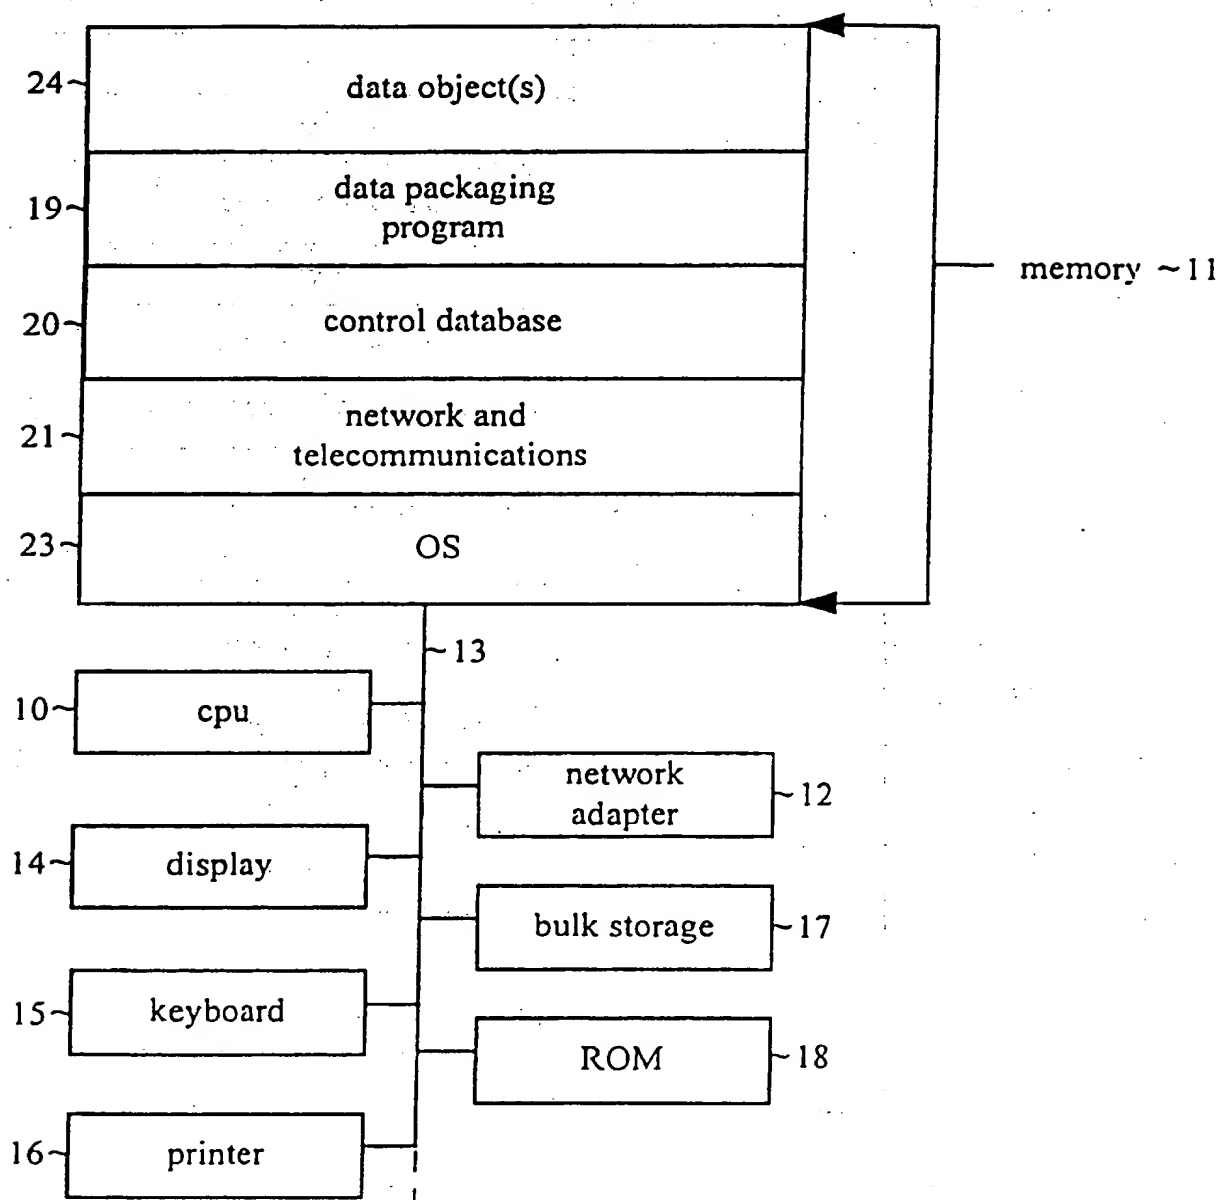 24~ data object(s)
19~ data packaging
program
memory ~11
20~ control database
21~ network and
telecommunications
23~ OS
~13
10~ cpu
network
adapter ~12
14~ display
bulk storage ~17
15~ keyboard
ROM ~18
16~ printer